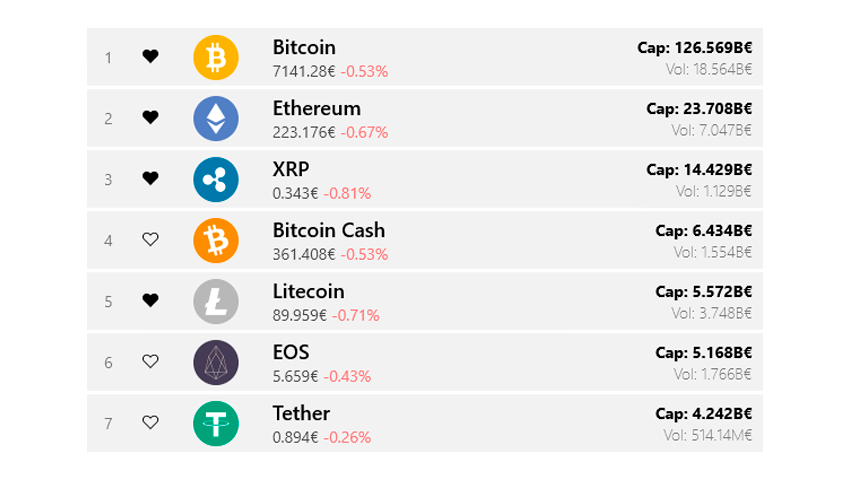 1
Bitcoin
7141.28€ -0.53%
Cap: 126.569B€
Vol: 18.564B€
2
Ethereum
223.176€ -0.67%
Cap: 23.708B€
Vol: 7.047B€
3
XRP
0.343€ -0.81%
Cap: 14.429B€
Vol: 1.129B€
4
Bitcoin Cash
361.408€ -0.53%
Cap: 6.434B€
Vol: 1.554B€
5
Litecoin
89.959€ -0.71%
Cap: 5.572B€
Vol: 3.748B€
6
EOS
5.659€ -0.43%
Cap: 5.168B€
Vol: 1.766B€
7
Tether
0.894€ -0.26%
Cap: 4.242B€
Vol: 514.14M€